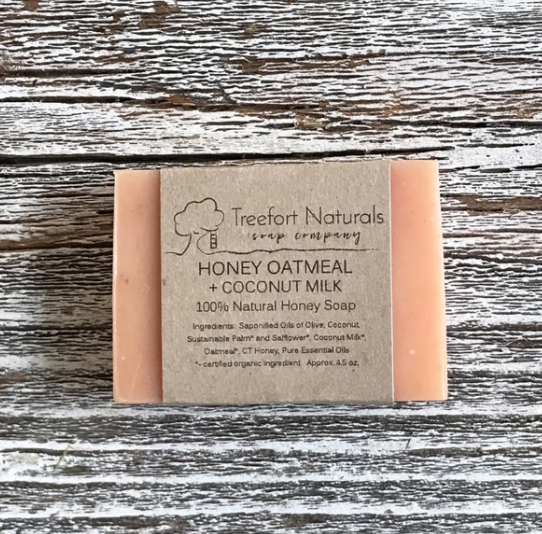 Treefort Naturals
soap company
HONEY OATMEAL
+ COCONUT MILK
100% Natural Honey Soap
Ingredients: Saponified Oils of Olive, Coconut,
Sustainable Palm* and Safflower*, Coconut Milk*,
Oatmeal*, CT Honey, Pure Essential Oils
*- certified organic ingredient Approx. 4.5 oz.